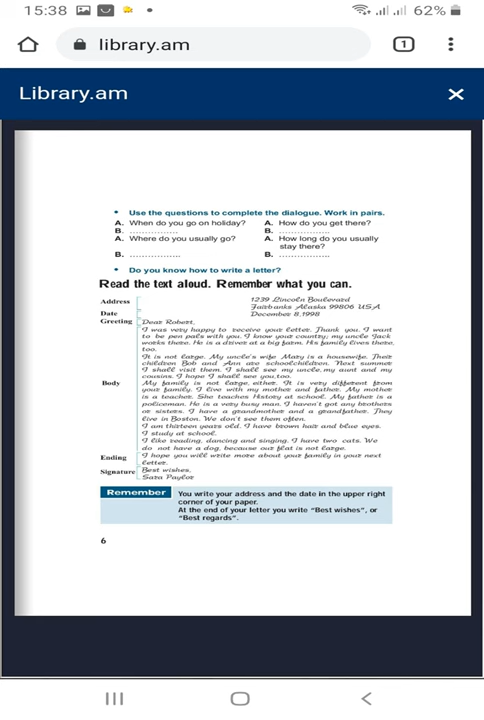 15:38
62%
library.am
1
Library.am
×
• Use the questions to complete the dialogue. Work in pairs.
A. When do you go on holiday? A. How do you get there?
B. ............... B. ................
A. Where do you usually go? A. How long do you usually
stay there?
B. ................ B. ................
• Do you know how to write a letter?
Read the text aloud. Remember what you can.
Address 1239 Lincoln Boulevard
Fairbanks Alaska 99806 USA
Date December 8,1998
Greeting Dear Robert,
I was very happy to receive your letter. Thank you. I want
to be pen pals with you. I know your country; my uncle Jack
works there. He is a driver at a big farm. His family lives there,
too.
It is not large. My uncle's wife Mary is a housewife. Their
children Bob and Ann are schoolchildren. Next summer
I shall visit them. I shall see my uncle, my aunt and my
cousins. I hope I shall see you, too.
Body My family is not large, either. It is very different from
your family. I live with my mother and father. My mother
is a teacher. She teaches History at school. My father is a
policeman. He is a very busy man. I haven't got any brothers
or sisters. I have a grandmother and a grandfather. They
live in Boston. We don't see them often.
I am thirteen years old. I have brown hair and blue eyes.
I study at school.
I like reading, dancing and singing. I have two cats. We
do not have a dog, because our flat is not large.
Ending I hope you will write more about your family in your next
letter.
Signature Best wishes,
Sara Paylor
Remember You write your address and the date in the upper right
corner of your paper.
At the end of your letter you write "Best wishes", or
"Best regards".
6